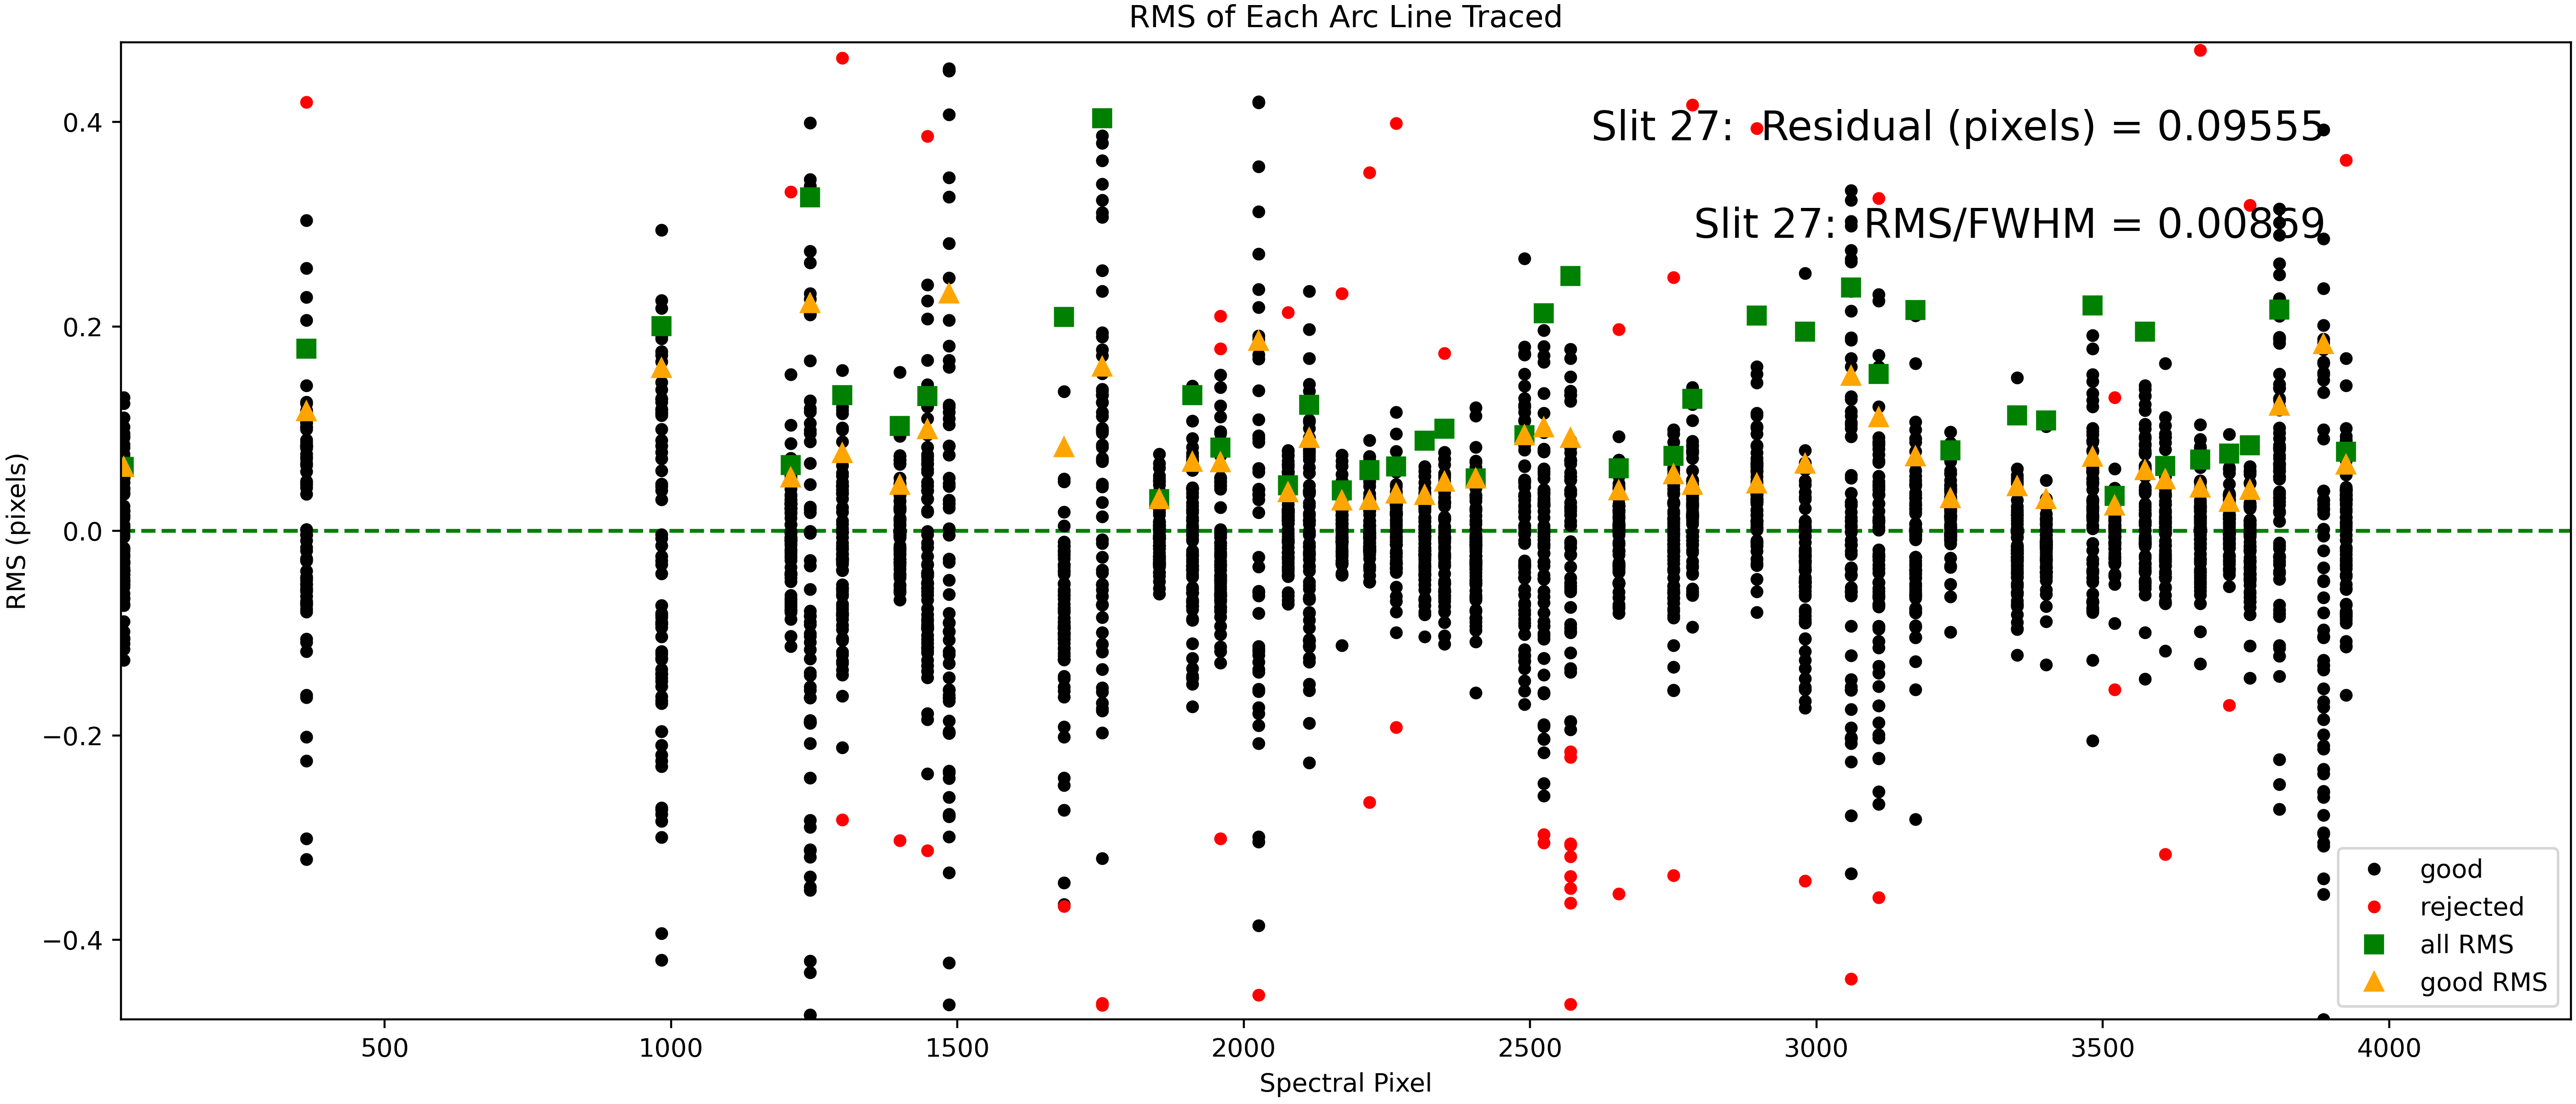 RMS of Each Arc Line Traced
Slit 27:  Residual (pixels) = 0.09555
Slit 27:  RMS/FWHM = 0.00869
RMS (pixels)
0.4
0.2
0.0
−0.2
−0.4
good
rejected
all RMS
good RMS
500
1000
1500
2000
2500
3000
3500
4000
Spectral Pixel